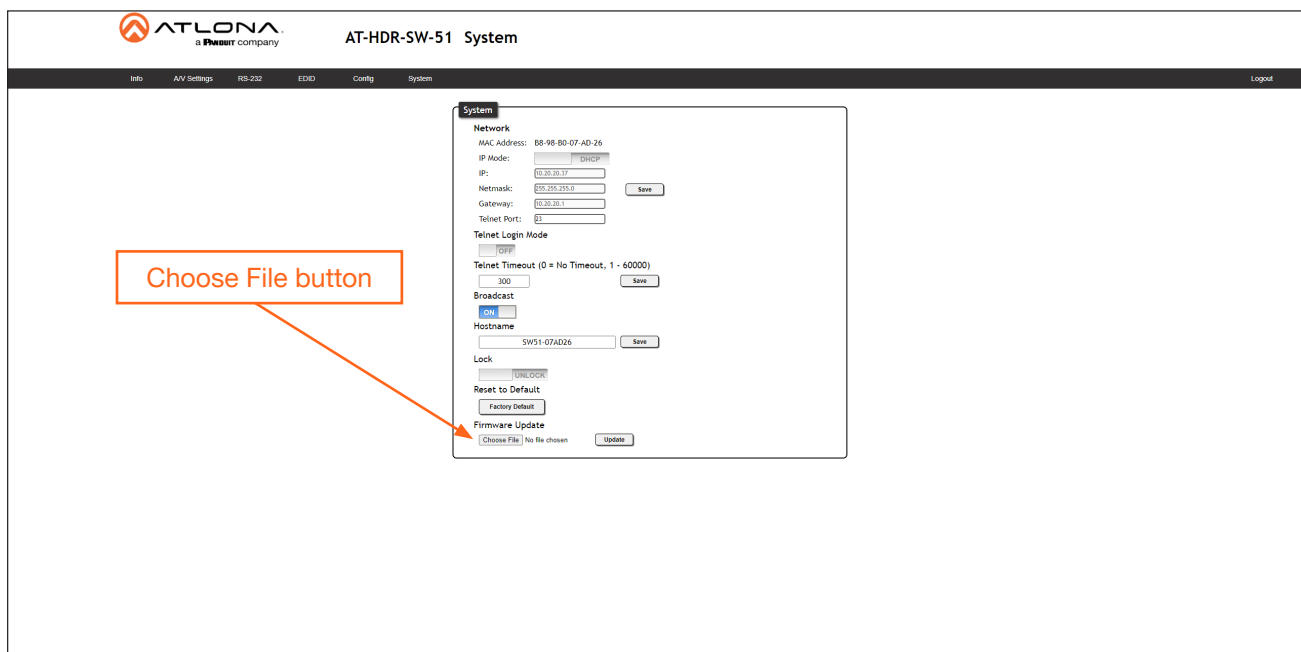 ATLONA.
a PANDUIT company
AT-HDR-SW-51 System
Info A/V Settings RS-232 EDID Config System Logout
System
Network
MAC Address: B8-98-B0-07-AD-26
IP Mode: DHCP
IP: 10.20.20.37
Netmask: 255.255.255.0 Save
Gateway: 10.20.20.1
Telnet Port: 23
Telnet Login Mode
OFF
Telnet Timeout (0 = No Timeout, 1 - 60000)
300 Save
Broadcast
ON
Hostname
SW51-07AD26 Save
Lock
UNLOCK
Reset to Default
Factory Default
Firmware Update
Choose File No file chosen Update
Choose File button